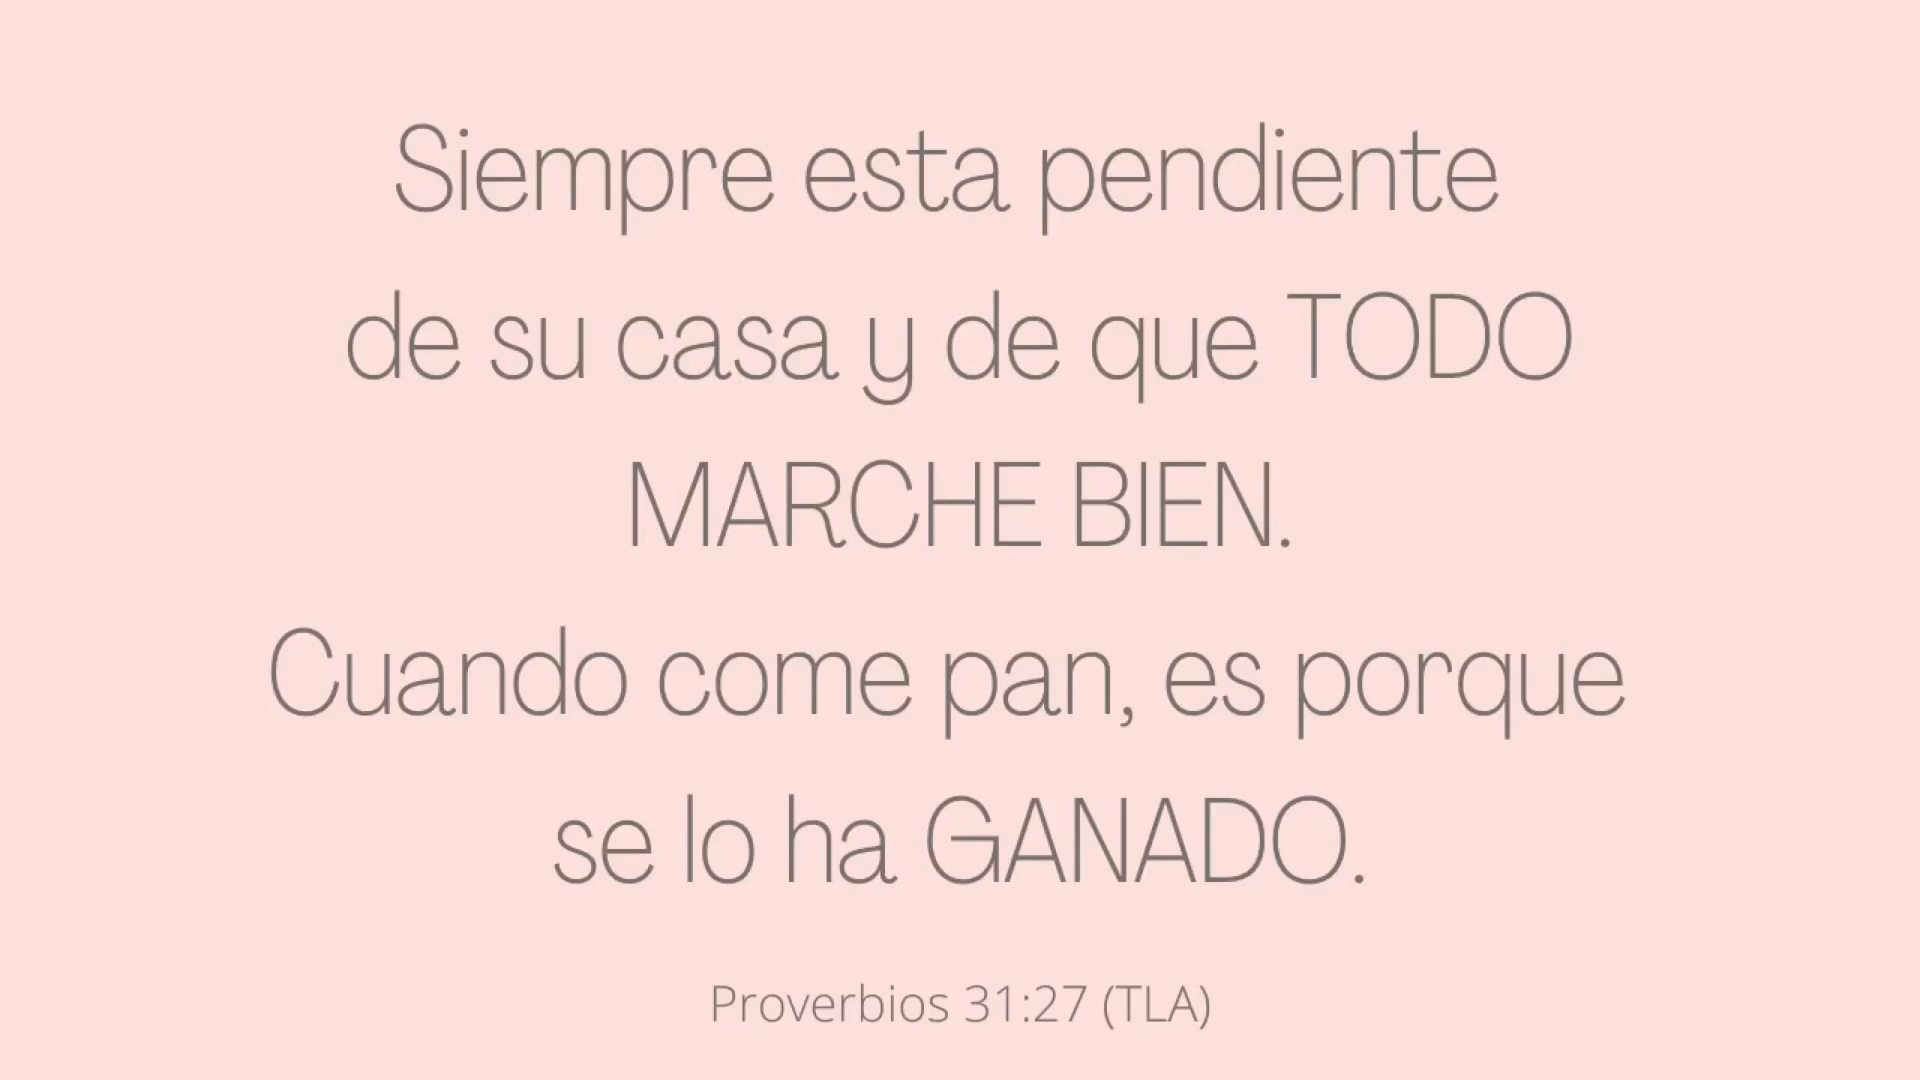 Siempre esta pendiente
de su casa y de que TODO
MARCHE BIEN.
Cuando come pan, es porque
se lo ha GANADO.
Proverbios 31:27 (TLA)